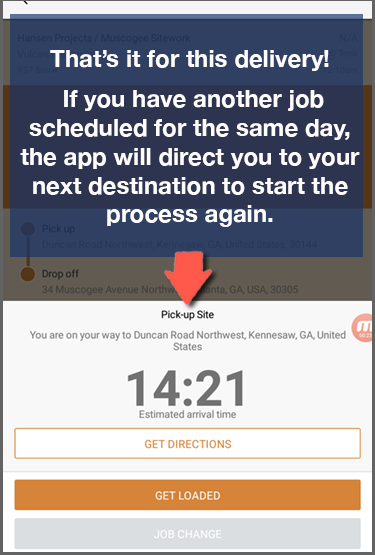 Hansen Projects / Muscogee Sitework
N/A
That's it for this delivery!
If you have another job
scheduled for the same day,
the app will direct you to your
next destination to start the
process again.
Pick up
Duncan Road Northwest, Kennesaw, GA, United States, 30144
Drop off
34 Muscogee Avenue Northw anta, GA, USA, 30305
Pick-up Site
You are on your way to Duncan Road Northwest, Kennesaw, GA, United
States
14:21
Estimated arrival time
GET DIRECTIONS
GET LOADED
JOB CHANGE